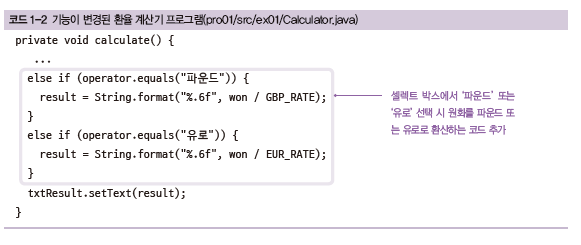 코드 1-2 기능이 변경된 환율 계산기 프로그램(pro01/src/ex01/Calculator.java)
private void calculate() {
...
else if (operator.equals("파운드")) {
result = String.format("%.6f", won / GBP_RATE);
}
else if (operator.equals("유로")) {
result = String.format("%.6f", won / EUR_RATE);
}
txtResult.setText(result);
}
셀렉트 박스에서 '파운드' 또는
'유로' 선택 시 원화를 파운드 또
는 유로로 환산하는 코드 추가